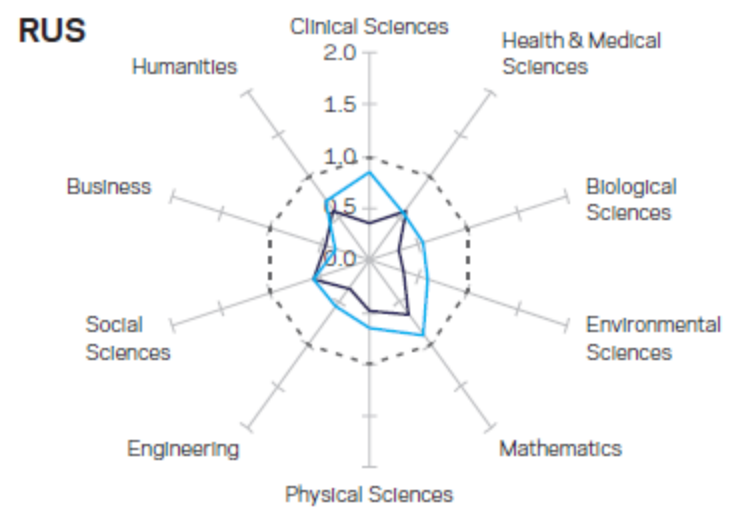 RUS
Clinical Sciences
2.0
1.5
1.0
0.5
0.0
Health & Medical
Sciences
Biological
Sciences
Environmental
Sciences
Mathematics
Physical Sciences
Engineering
Social
Sciences
Business
Humanities